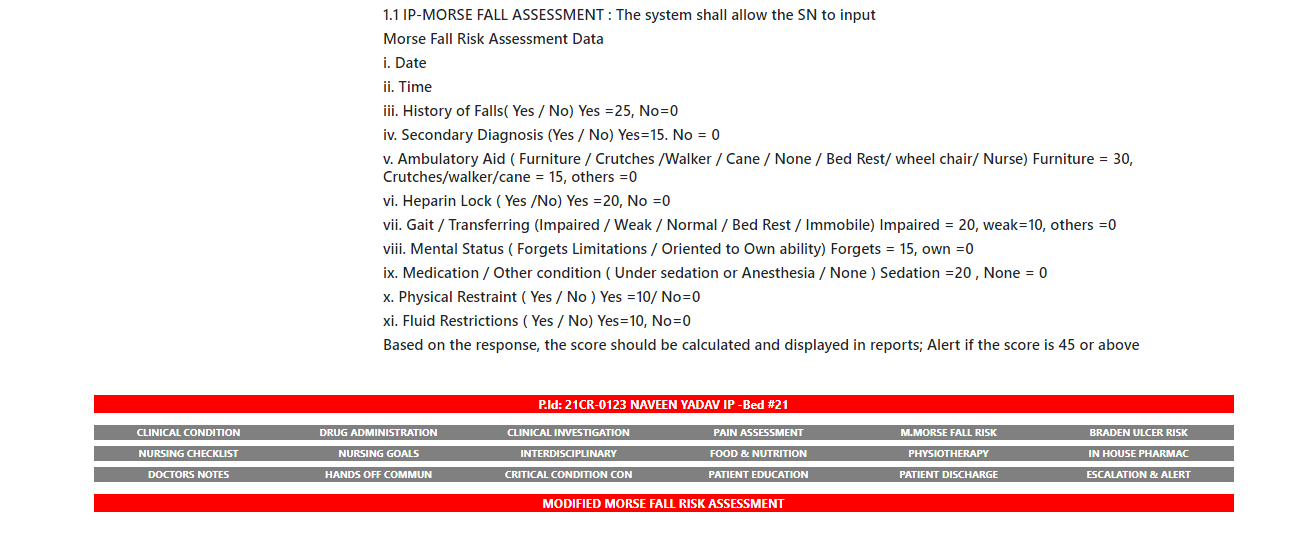 1.1 IP-MORSE FALL ASSESSMENT : The system shall allow the SN to input
Morse Fall Risk Assessment Data
i. Date
ii. Time
iii. History of Falls( Yes / No) Yes =25, No=0
iv. Secondary Diagnosis (Yes / No) Yes=15. No = 0
v. Ambulatory Aid ( Furniture / Crutches /Walker / Cane / None / Bed Rest/ wheel chair/ Nurse) Furniture = 30,
Crutches/walker/cane = 15, others =0
vi. Heparin Lock ( Yes /No) Yes =20, No =0
vii. Gait / Transferring (Impaired / Weak / Normal / Bed Rest / Immobile) Impaired = 20, weak=10, others =0
viii. Mental Status ( Forgets Limitations / Oriented to Own ability) Forgets = 15, own =0
ix. Medication / Other condition ( Under sedation or Anesthesia / None ) Sedation =20 , None = 0
x. Physical Restraint ( Yes / No ) Yes =10/ No=0
xi. Fluid Restrictions ( Yes / No) Yes=10, No=0
Based on the response, the score should be calculated and displayed in reports; Alert if the score is 45 or above
P.Id: 21CR-0123 NAVEEN YADAV IP -Bed #21
CLINICAL CONDITION DRUG ADMINISTRATION CLINICAL INVESTIGATION PAIN ASSESSMENT M.MORSE FALL RISK BRADEN ULCER RISK
NURSING CHECKLIST NURSING GOALS INTERDISCIPLINARY FOOD & NUTRITION PHYSIOTHERAPY IN HOUSE PHARMAC
DOCTORS NOTES HANDS OFF COMMUN CRITICAL CONDITION CON PATIENT EDUCATION PATIENT DISCHARGE ESCALATION & ALERT
MODIFIED MORSE FALL RISK ASSESSMENT